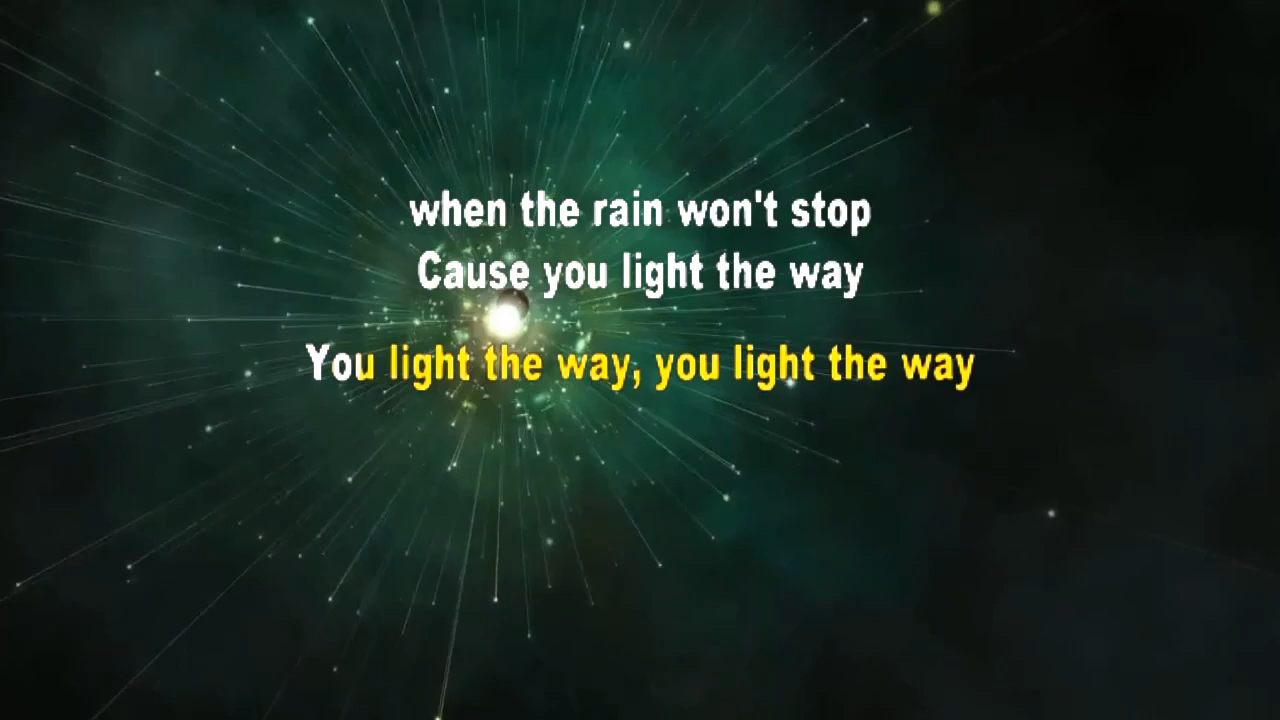 when the rain won't stop
Cause you light the way
You light the way, you light the way